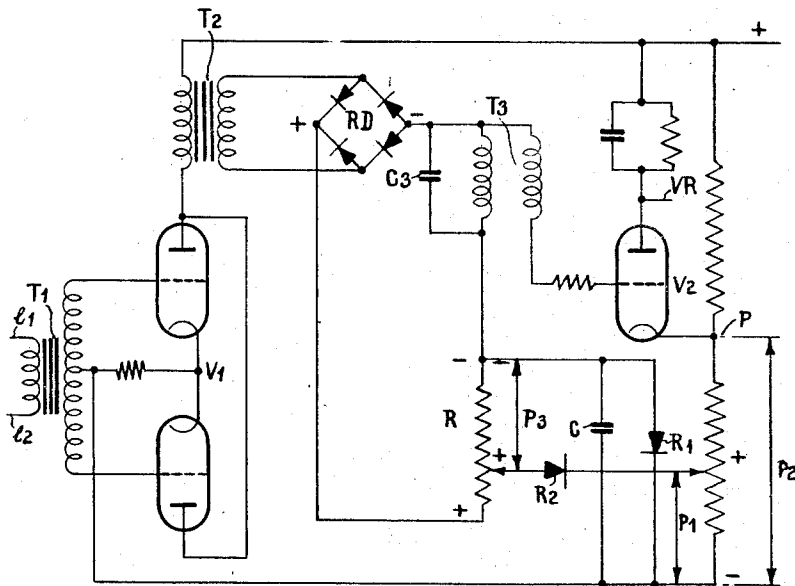 T2
+
+
RD
-
T3
C3
VR
V2
P
T1
l1
l2
V1
-
-
R
P3
C
R1
+
P2
+
R2
P1
+
-